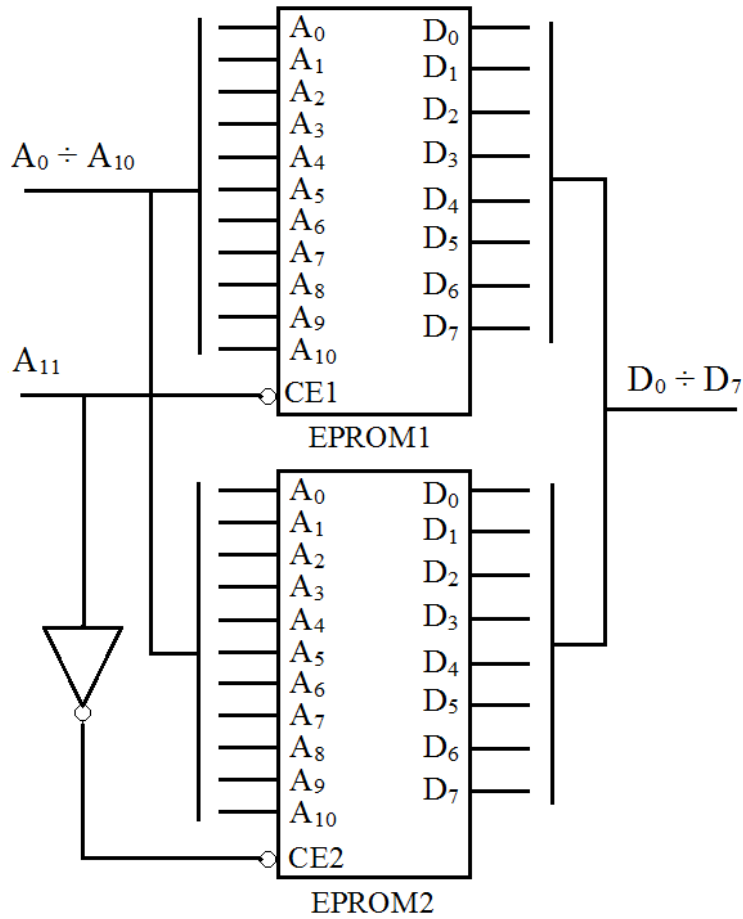 A₀ ÷ A₁₀
A₁₁
A₀
A₁
A₂
A₃
A₄
A₅
A₆
A₇
A₈
A₉
A₁₀
CE1
D₀
D₁
D₂
D₃
D₄
D₅
D₆
D₇
EPROM1
D₀ ÷ D₇
A₀
A₁
A₂
A₃
A₄
A₅
A₆
A₇
A₈
A₉
A₁₀
CE2
D₀
D₁
D₂
D₃
D₄
D₅
D₆
D₇
EPROM2